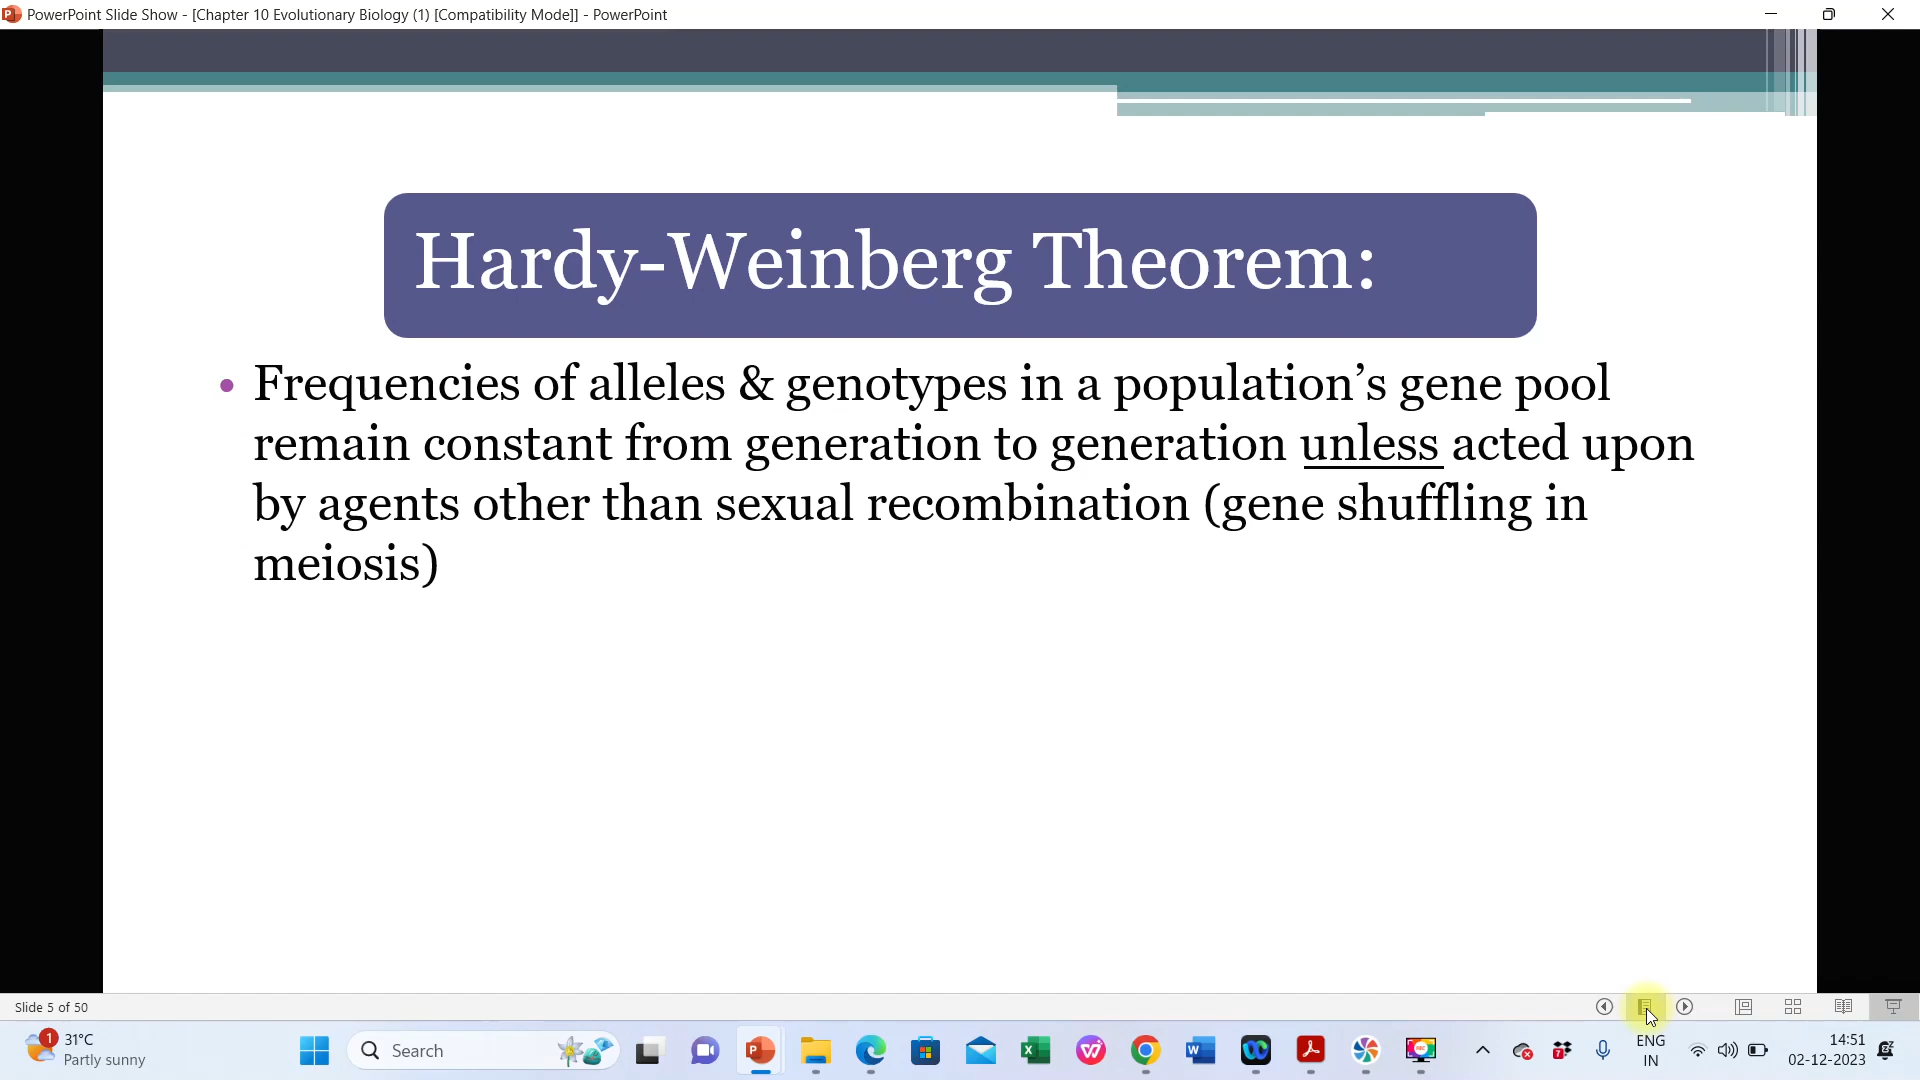 PowerPoint Slide Show - [Chapter 10 Evolutionary Biology (1) [Compatibility Mode]] - PowerPoint
Hardy-Weinberg Theorem:
• Frequencies of alleles & genotypes in a population’s gene pool
remain constant from generation to generation unless acted upon
by agents other than sexual recombination (gene shuffling in
meiosis)
Slide 5 of 50
1
31°C
Partly sunny
Search
7
ENG
IN
14:51
02-12-2023